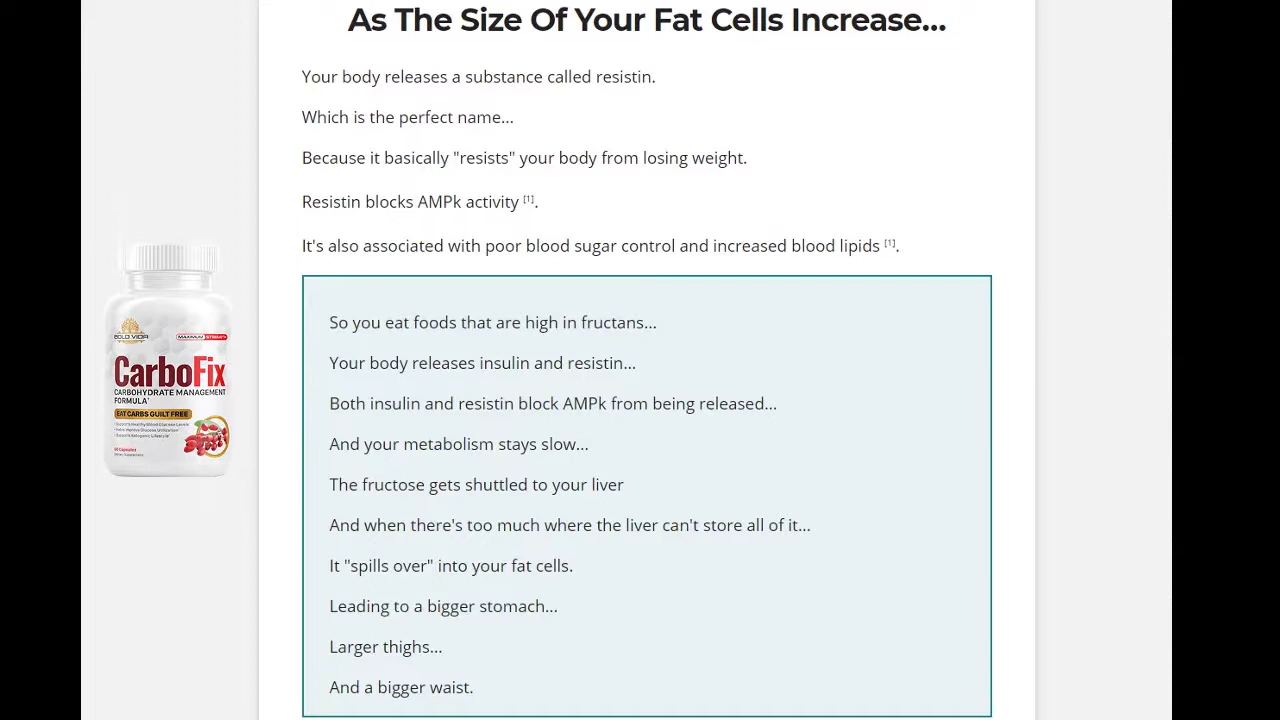 As The Size Of Your Fat Cells Increase...
Your body releases a substance called resistin.
Which is the perfect name...
Because it basically "resists" your body from losing weight.
Resistin blocks AMPk activity [1].
It's also associated with poor blood sugar control and increased blood lipids [1].
GOLD VIDA
MAXIMUM STRENGTH
CarboFix
CARBOHYDRATE MANAGEMENT
FORMULA*
EAT CARBS GUILT FREE
60 Capsules
So you eat foods that are high in fructans...
Your body releases insulin and resistin...
Both insulin and resistin block AMPk from being released...
And your metabolism stays slow...
The fructose gets shuttled to your liver
And when there's too much where the liver can't store all of it...
It "spills over" into your fat cells.
Leading to a bigger stomach...
Larger thighs...
And a bigger waist.